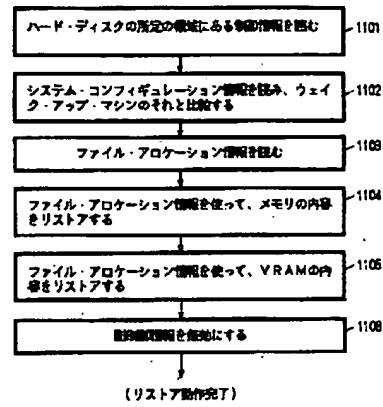 ハード・ディスクの所定の領域にある制御情報を読む
1101
システム・コンフィギュレーション情報を読み、ウェイ
ク・アップ・マシンのそれと比較する
1102
ファイル・アロケーション情報を読む
1103
ファイル・アロケーション情報を使って、メモリの内容
をリストアする
1104
ファイル・アロケーション情報を使って、VRAMの内
容をリストアする
1105
情報を無効にする
1106
(リストア動作完了)